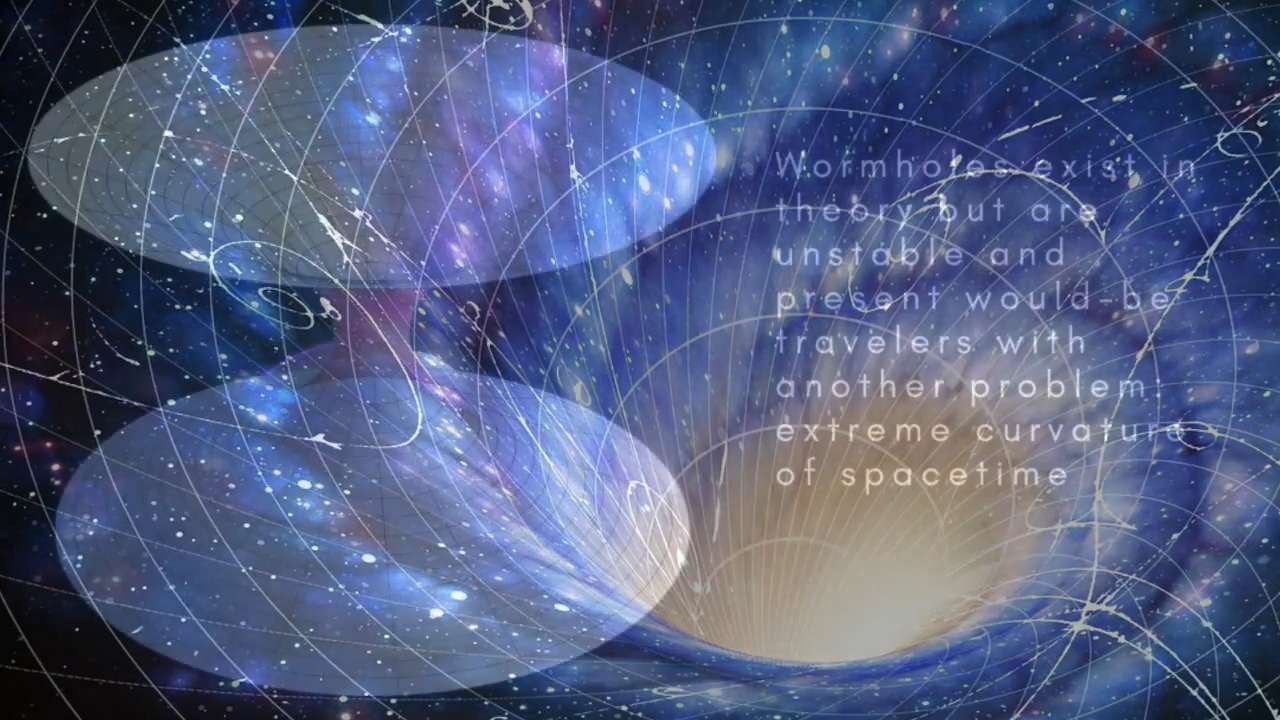 Wormholes exist in
theory but are
unstable and
present would-be
travelers with
another problem:
extreme curvature
of spacetime